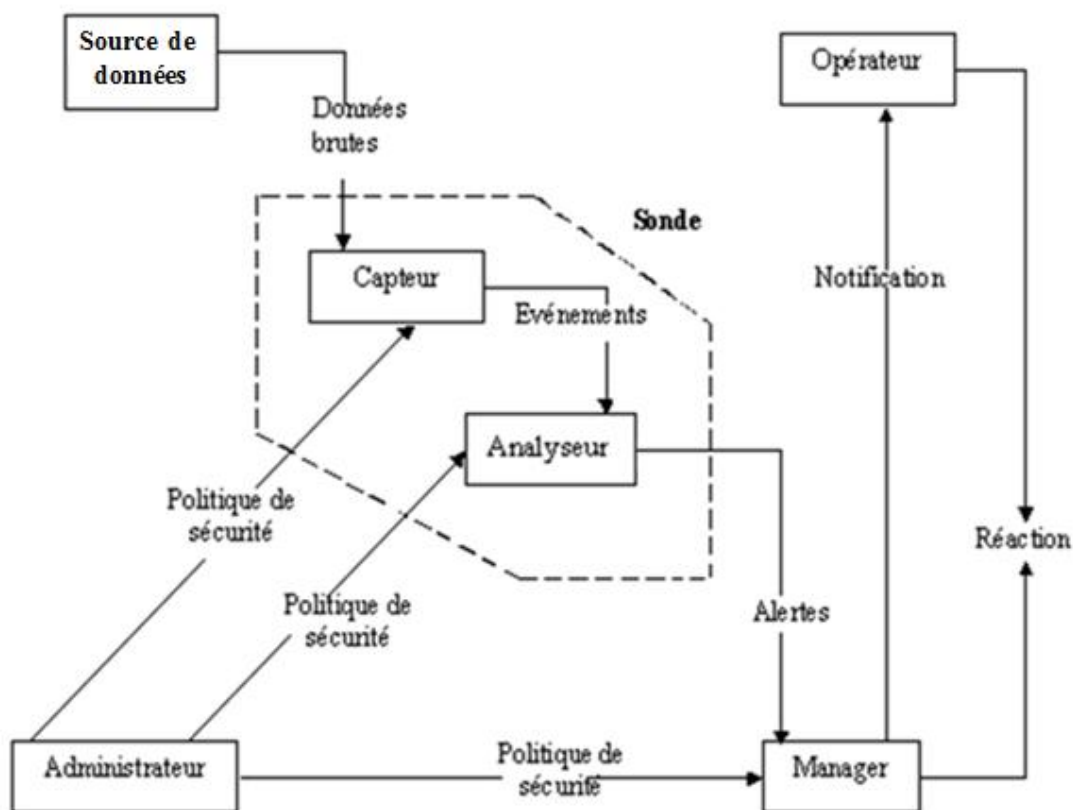 Source de
données
Opérateur
Données
brutes
Sonde
Capteur
Notification
Evénements
Analyseur
Politique de
sécurité
Réaction
Politique de
sécurité
Alertes
Administrateur
Politique de
sécurité
Manager